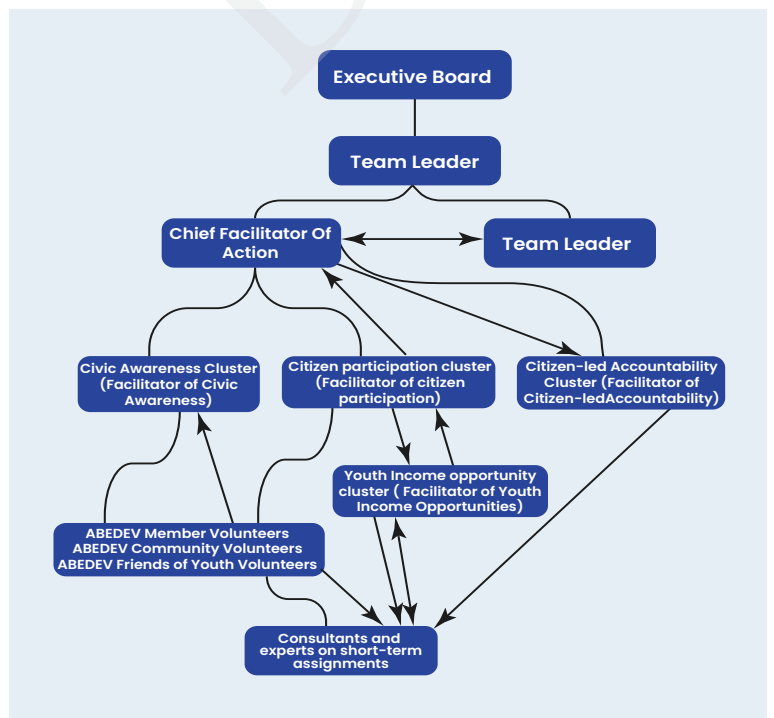 Executive Board
Team Leader
Chief Facilitator Of
Action
Team Leader
Civic Awareness Cluster
(Facilitator of Civic
Awareness)
Citizen participation cluster
(Facilitator of citizen
participation)
Citizen-led Accountability
Cluster (Facilitator of
Citizen-ledAccountability)
Youth Income opportunity
cluster ( Facilitator of Youth
Income Opportunities)
ABEDEV Member Volunteers
ABEDEV Community Volunteers
ABEDEV Friends of Youth Volunteers
Consultants and
experts on short-term
assignments